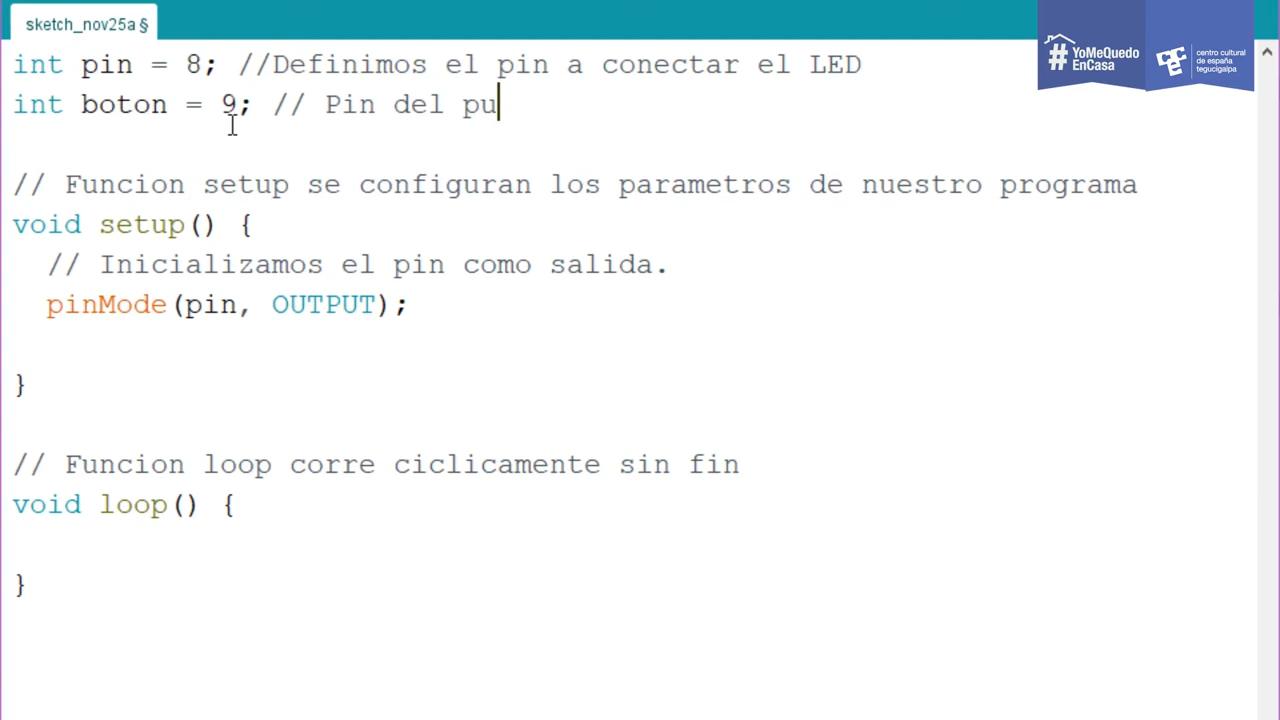 sketch_nov25a §
# YoMeQuedo
EnCasa
cce
centro cultural
de españa
tegucigalpa
int pin = 8; //Definimos el pin a conectar el LED
int boton = 9; // Pin del pu
// Funcion setup se configuran los parametros de nuestro programa
void setup() {
// Inicializamos el pin como salida.
pinMode(pin, OUTPUT);
}
// Funcion loop corre ciclicamente sin fin
void loop() {
}